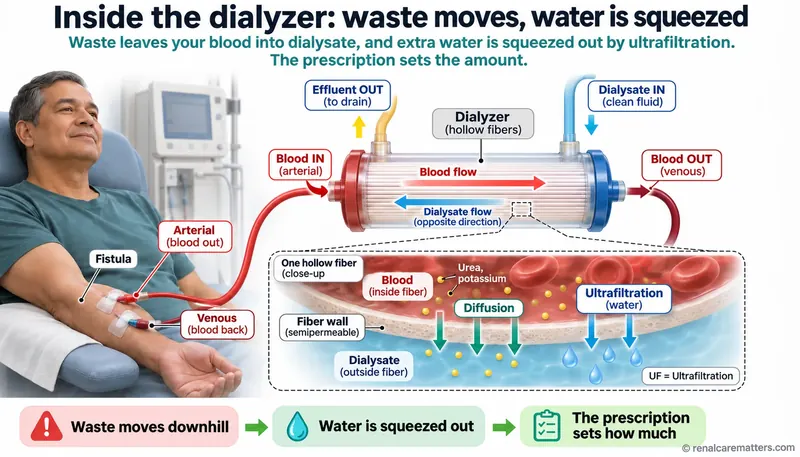 Inside the dialyzer: waste moves, water is squeezed
Waste leaves your blood into dialysate, and extra water is squeezed out by ultrafiltration.
The prescription sets the amount.
Effluent OUT
(to drain)
Dialyzer
(hollow fibers)
Dialysate IN
(clean fluid)
Blood IN
(arterial)
Blood flow
Blood OUT
(venous)
Dialysate flow
(opposite direction)
Arterial
(blood out)
Fistula
Venous
(blood back)
One hollow fiber
(close-up)
Blood
(inside fiber)
Urea,
potassium
Diffusion
Ultrafiltration
(water)
Fiber wall
(semipermeable)
Dialysate
(outside fiber)
UF = Ultrafiltration
Waste moves downhill
Water is squeezed out
The prescription
sets how much
© renalcarematters.com